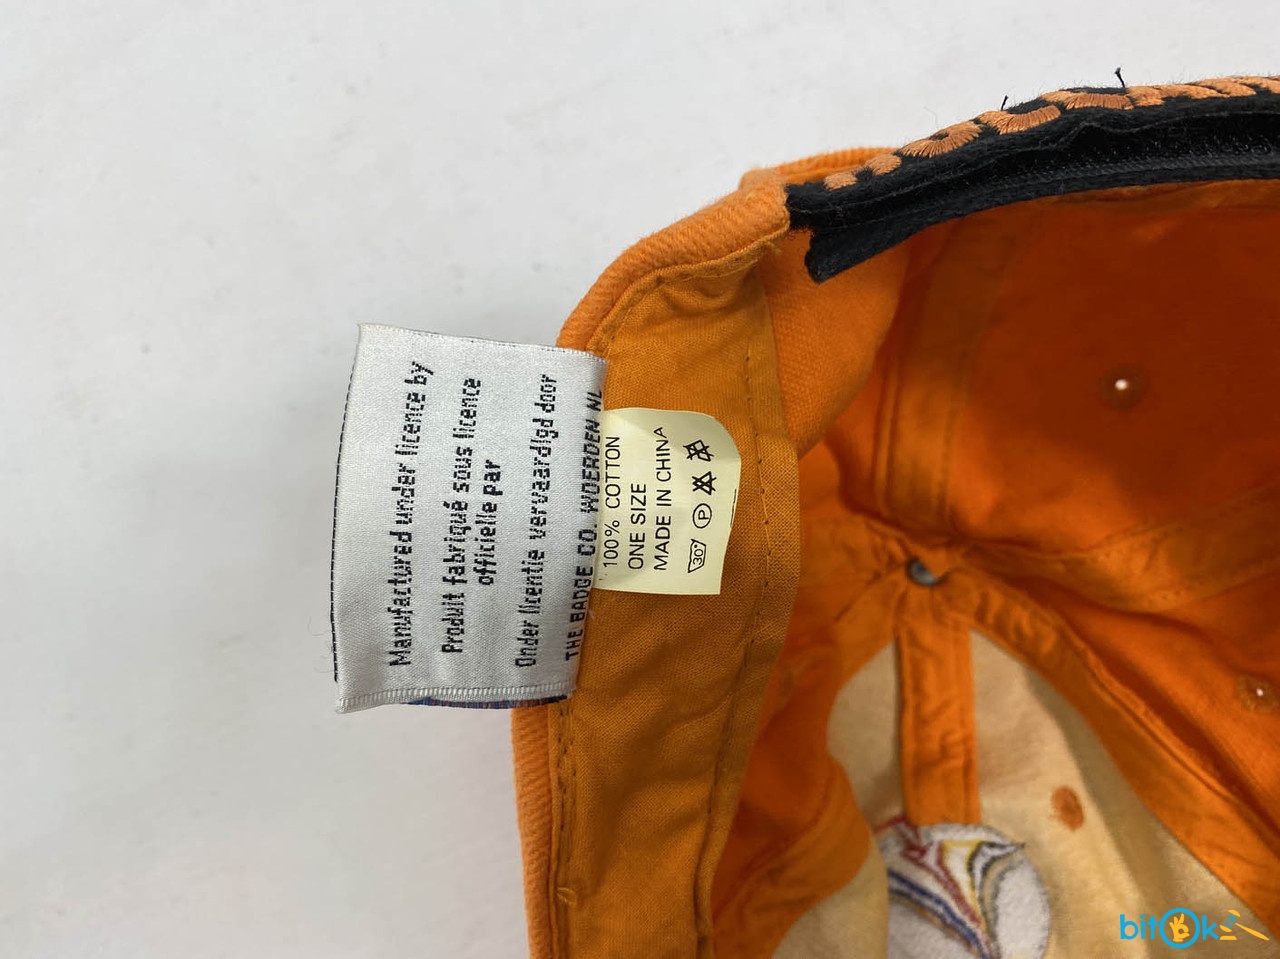 Manufactured under licence by
Produit fabriqué sous licence
officielle par
Onder licentie vervaardigd door
THE BADGE CO. WOERDEN NL
100% COTTON
ONE SIZE
MADE IN CHINA
30°
P
bitOk